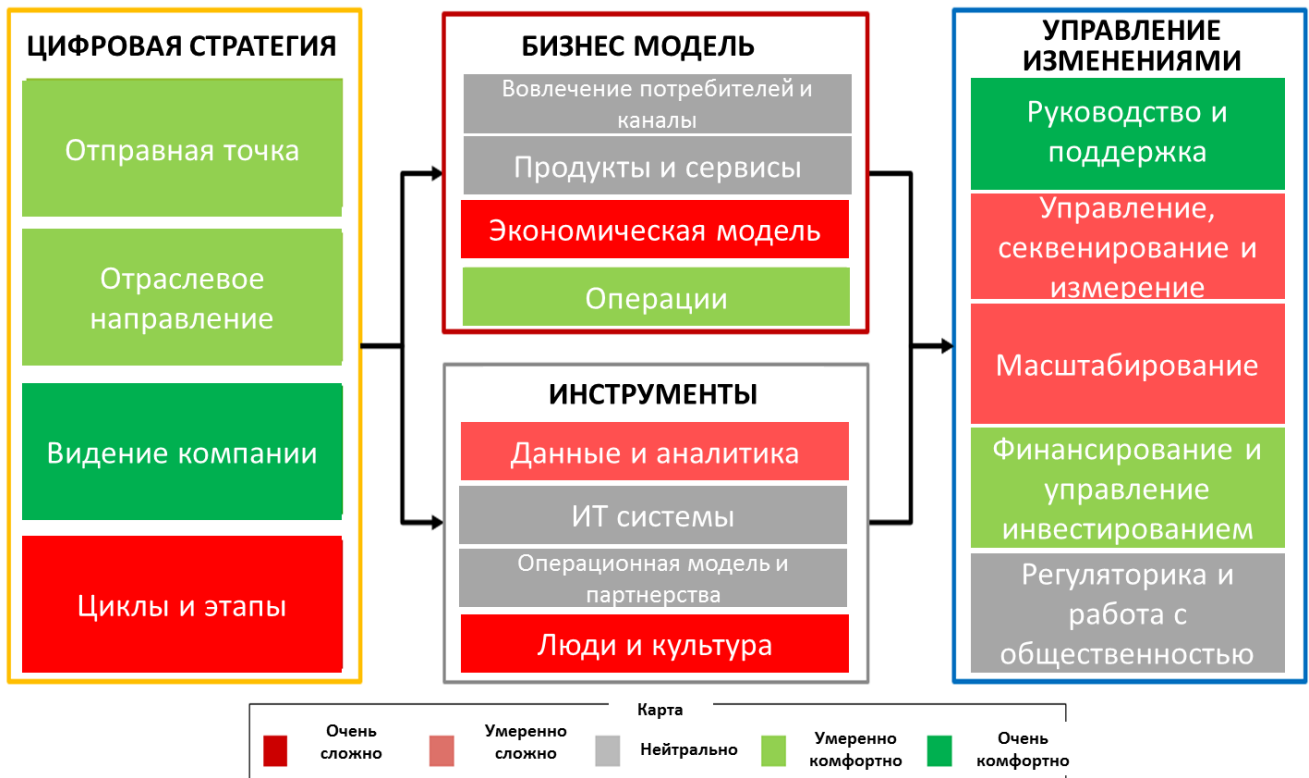 ЦИФРОВАЯ СТРАТЕГИЯ
Отправная точка
Отраслевое
направление
Видение компании
Циклы и этапы
БИЗНЕС МОДЕЛЬ
Вовлечение потребителей и
каналы
Продукты и сервисы
Экономическая модель
Операции
ИНСТРУМЕНТЫ
Данные и аналитика
ИТ системы
Операционная модель и
партнерства
Люди и культура
УПРАВЛЕНИЕ
ИЗМЕНЕНИЯМИ
Руководство и
поддержка
Управление,
секвенирование и
измерение
Масштабирование
Финансирование и
управление
инвестированием
Регуляторика и
работа с
общественностью
Карта
Очень
сложно
Умеренно
сложно
Нейтрально
Умеренно
комфортно
Очень
комфортно